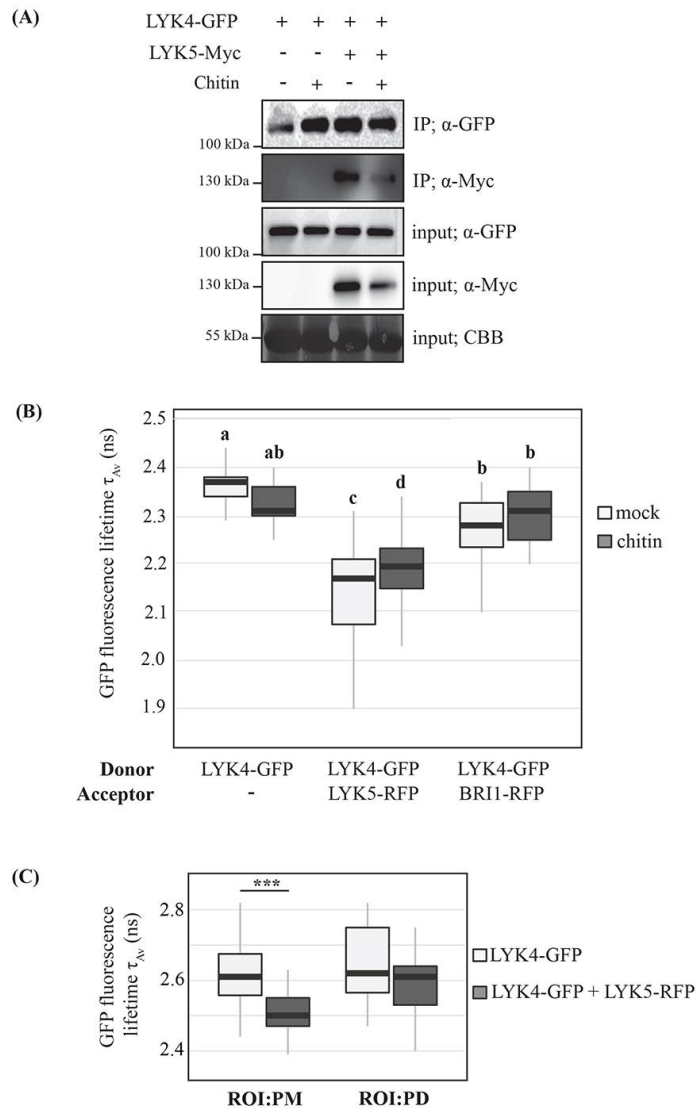 (A)
LYK4-GFP + + + +
LYK5-Myc - - + +
Chitin - + - +
IP; α-GFP
100 kDa
130 kDa
IP; α-Myc
input; α-GFP
100 kDa
130 kDa
input; α-Myc
55 kDa
input; CBB
(B)
GFP fluorescence lifetime τAv (ns)
2.5
2.4
2.3
2.2
2.1
2.0
1.9
a
ab
c
d
b
b
mock
chitin
Donor LYK4-GFP LYK4-GFP LYK4-GFP
Acceptor - LYK5-RFP BRI1-RFP
(C)
GFP fluorescence
lifetime τAv (ns)
2.8
2.6
2.4
***
LYK4-GFP
LYK4-GFP + LYK5-RFP
ROI:PM ROI:PD